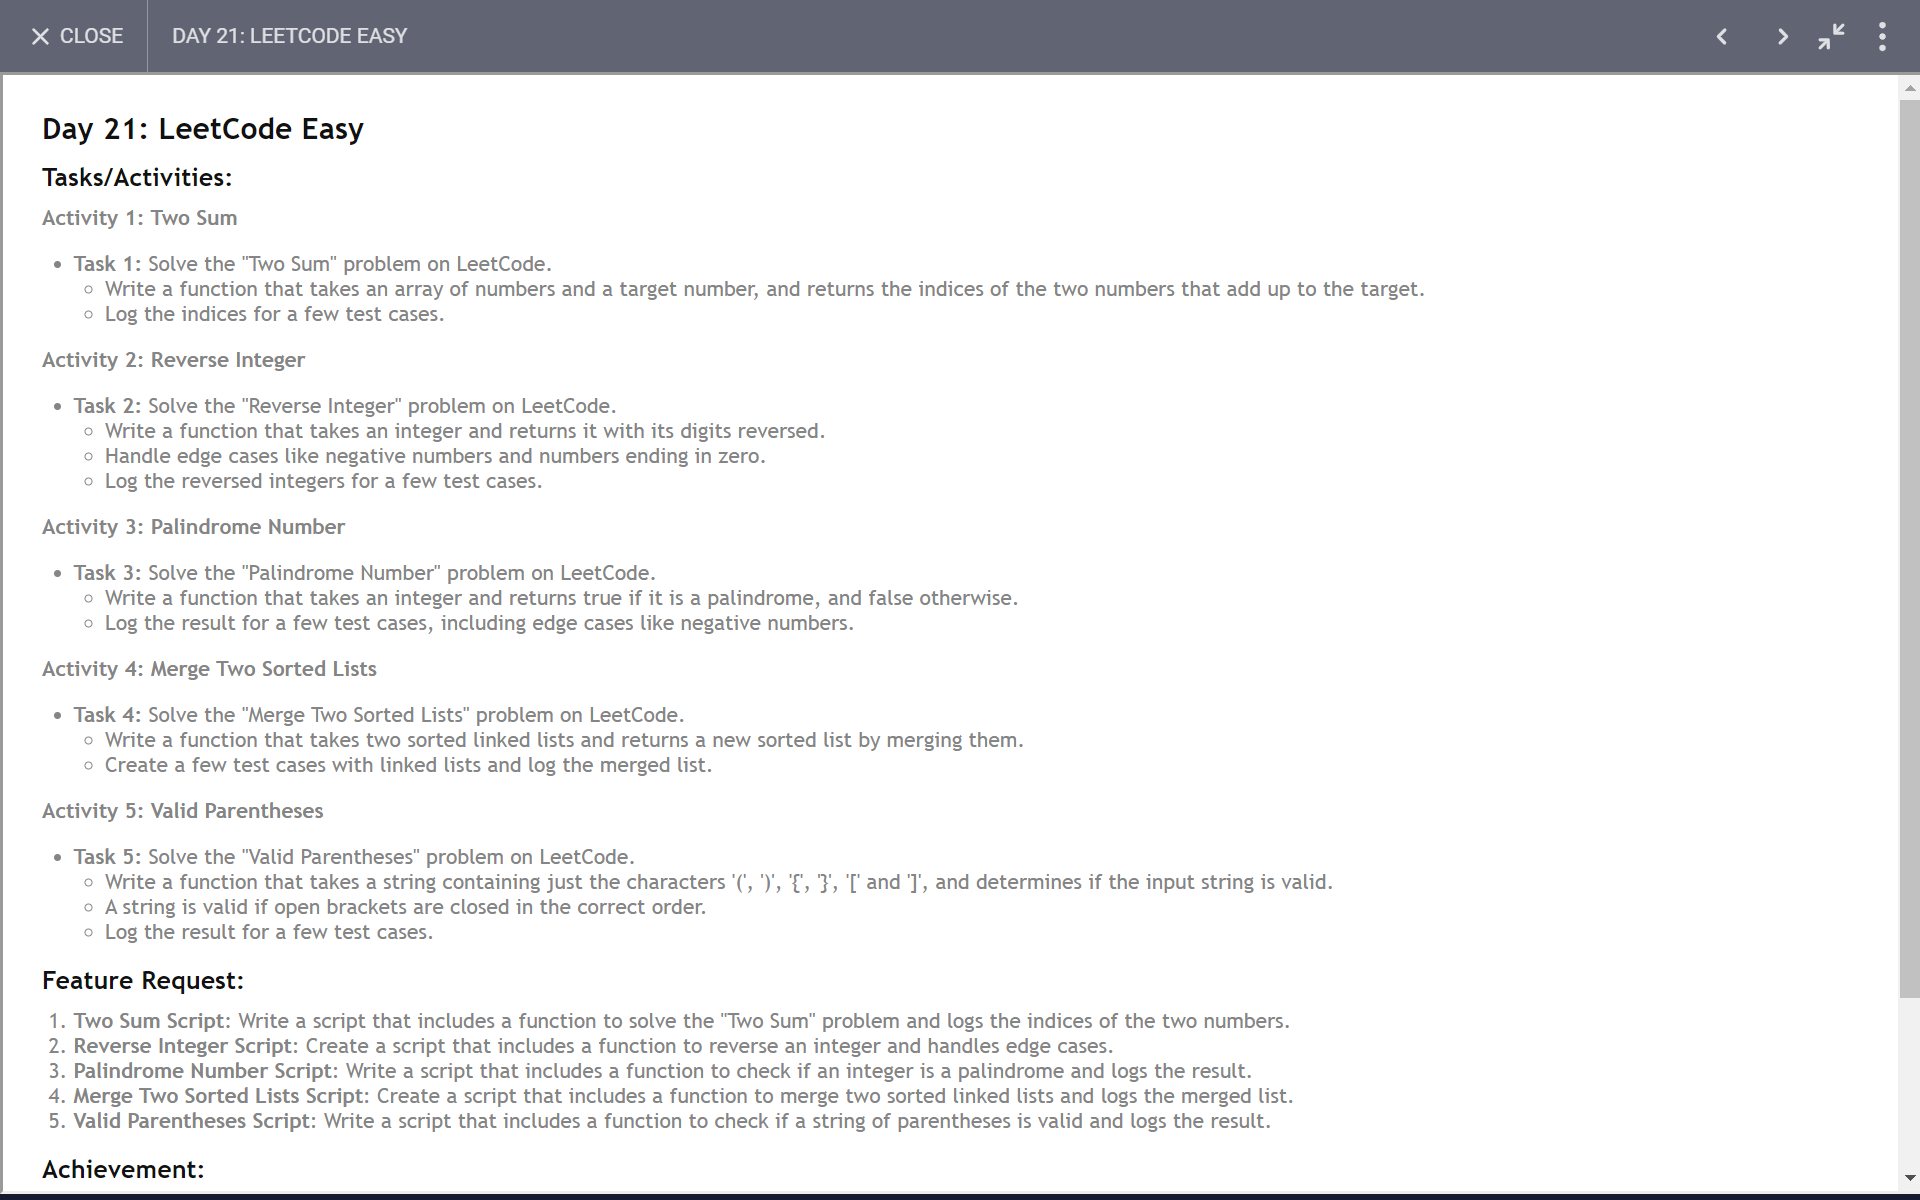 CLOSE
DAY 21: LEETCODE EASY
Day 21: LeetCode Easy
Tasks/Activities:
Activity 1: Two Sum
• Task 1: Solve the "Two Sum" problem on LeetCode.
○ Write a function that takes an array of numbers and a target number, and returns the indices of the two numbers that add up to the target.
○ Log the indices for a few test cases.
Activity 2: Reverse Integer
• Task 2: Solve the "Reverse Integer" problem on LeetCode.
○ Write a function that takes an integer and returns it with its digits reversed.
○ Handle edge cases like negative numbers and numbers ending in zero.
○ Log the reversed integers for a few test cases.
Activity 3: Palindrome Number
• Task 3: Solve the "Palindrome Number" problem on LeetCode.
○ Write a function that takes an integer and returns true if it is a palindrome, and false otherwise.
○ Log the result for a few test cases, including edge cases like negative numbers.
Activity 4: Merge Two Sorted Lists
• Task 4: Solve the "Merge Two Sorted Lists" problem on LeetCode.
○ Write a function that takes two sorted linked lists and returns a new sorted list by merging them.
○ Create a few test cases with linked lists and log the merged list.
Activity 5: Valid Parentheses
• Task 5: Solve the "Valid Parentheses" problem on LeetCode.
○ Write a function that takes a string containing just the characters '(', ')', '{', '}', '[' and ']', and determines if the input string is valid.
○ A string is valid if open brackets are closed in the correct order.
○ Log the result for a few test cases.
Feature Request:
1. Two Sum Script: Write a script that includes a function to solve the "Two Sum" problem and logs the indices of the two numbers.
2. Reverse Integer Script: Create a script that includes a function to reverse an integer and handles edge cases.
3. Palindrome Number Script: Write a script that includes a function to check if an integer is a palindrome and logs the result.
4. Merge Two Sorted Lists Script: Create a script that includes a function to merge two sorted linked lists and logs the merged list.
5. Valid Parentheses Script: Write a script that includes a function to check if a string of parentheses is valid and logs the result.
Achievement: